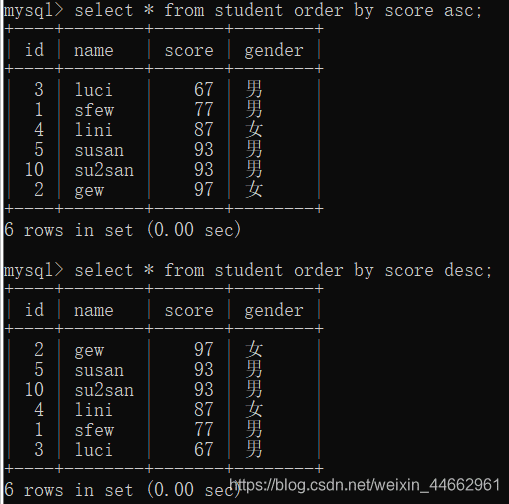 mysql> select * from student order by score asc;
+----+--------+-------+--------+
| id | name   | score | gender |
+----+--------+-------+--------+
|  3 | luci   |    67 | 男     |
|  1 | sfew   |    77 | 男     |
|  4 | lini   |    87 | 女     |
|  5 | susan  |    93 | 男     |
| 10 | su2san |    93 | 男     |
|  2 | gew    |    97 | 女     |
+----+--------+-------+--------+
6 rows in set (0.00 sec)
mysql> select * from student order by score desc;
+----+--------+-------+--------+
| id | name   | score | gender |
+----+--------+-------+--------+
|  2 | gew    |    97 | 女     |
|  5 | susan  |    93 | 男     |
| 10 | su2san |    93 | 男     |
|  4 | lini   |    87 | 女     |
|  1 | sfew   |    77 | 男     |
|  3 | luci   |    67 | 男     |
+----+--------+-------+--------+
6 rows in set (0.00 sec)
https://blog.csdn.net/weixin_44662961